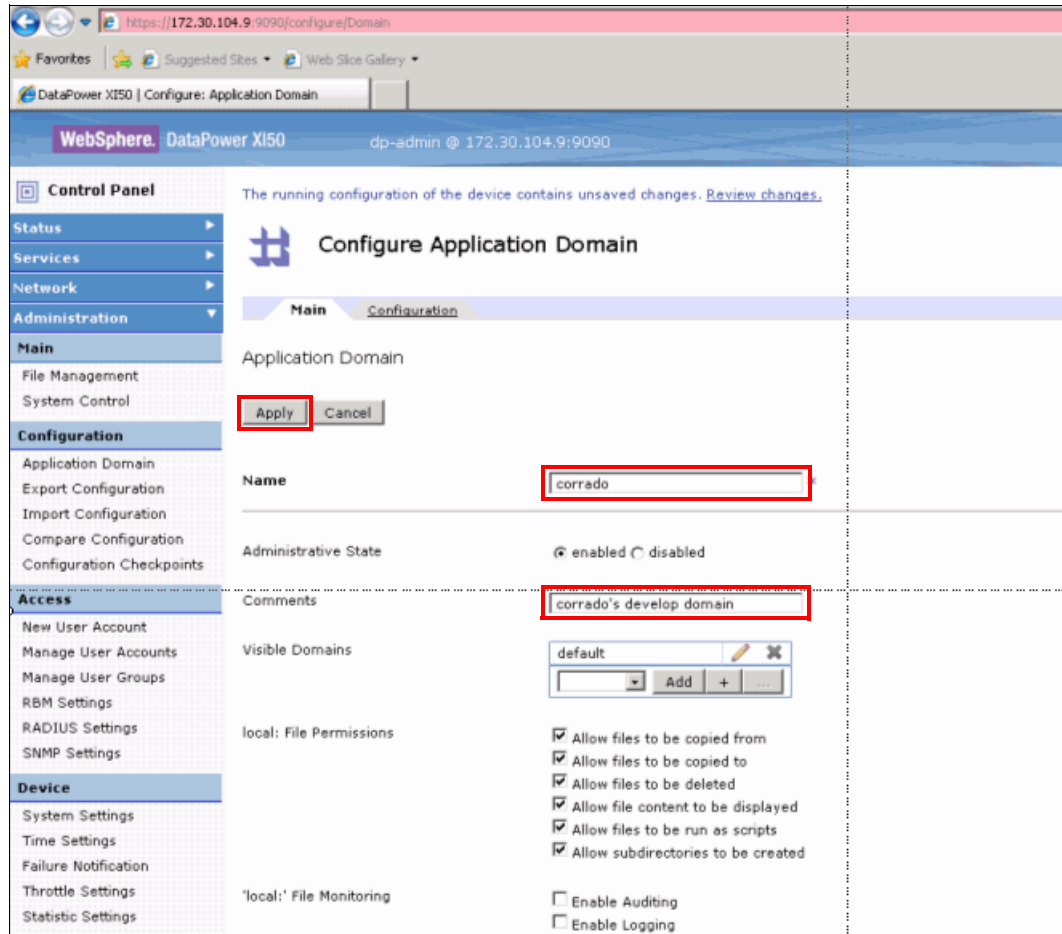 https://172.30.104.9:9090/configure/Domain
Favorites Suggested Sites Web Slice Gallery
DataPower XI50 | Configure: Application Domain
WebSphere. DataPower XI50 dp-admin @ 172.30.104.9:9090
Control Panel
The running configuration of the device contains unsaved changes. Review changes.
Status
Services
Network
Administration
Main
File Management
System Control
Configuration
Application Domain
Export Configuration
Import Configuration
Compare Configuration
Configuration Checkpoints
Access
New User Account
Manage User Accounts
Manage User Groups
RBM Settings
RADIUS Settings
SNMP Settings
Device
System Settings
Time Settings
Failure Notification
Throttle Settings
Statistic Settings
Configure Application Domain
Main Configuration
Application Domain
Apply Cancel
Name corrado *
Administrative State enabled disabled
Comments corrado's develop domain
Visible Domains default
Add + ...
local: File Permissions Allow files to be copied from
Allow files to be copied to
Allow files to be deleted
Allow file content to be displayed
Allow files to be run as scripts
Allow subdirectories to be created
'local:' File Monitoring Enable Auditing
Enable Logging